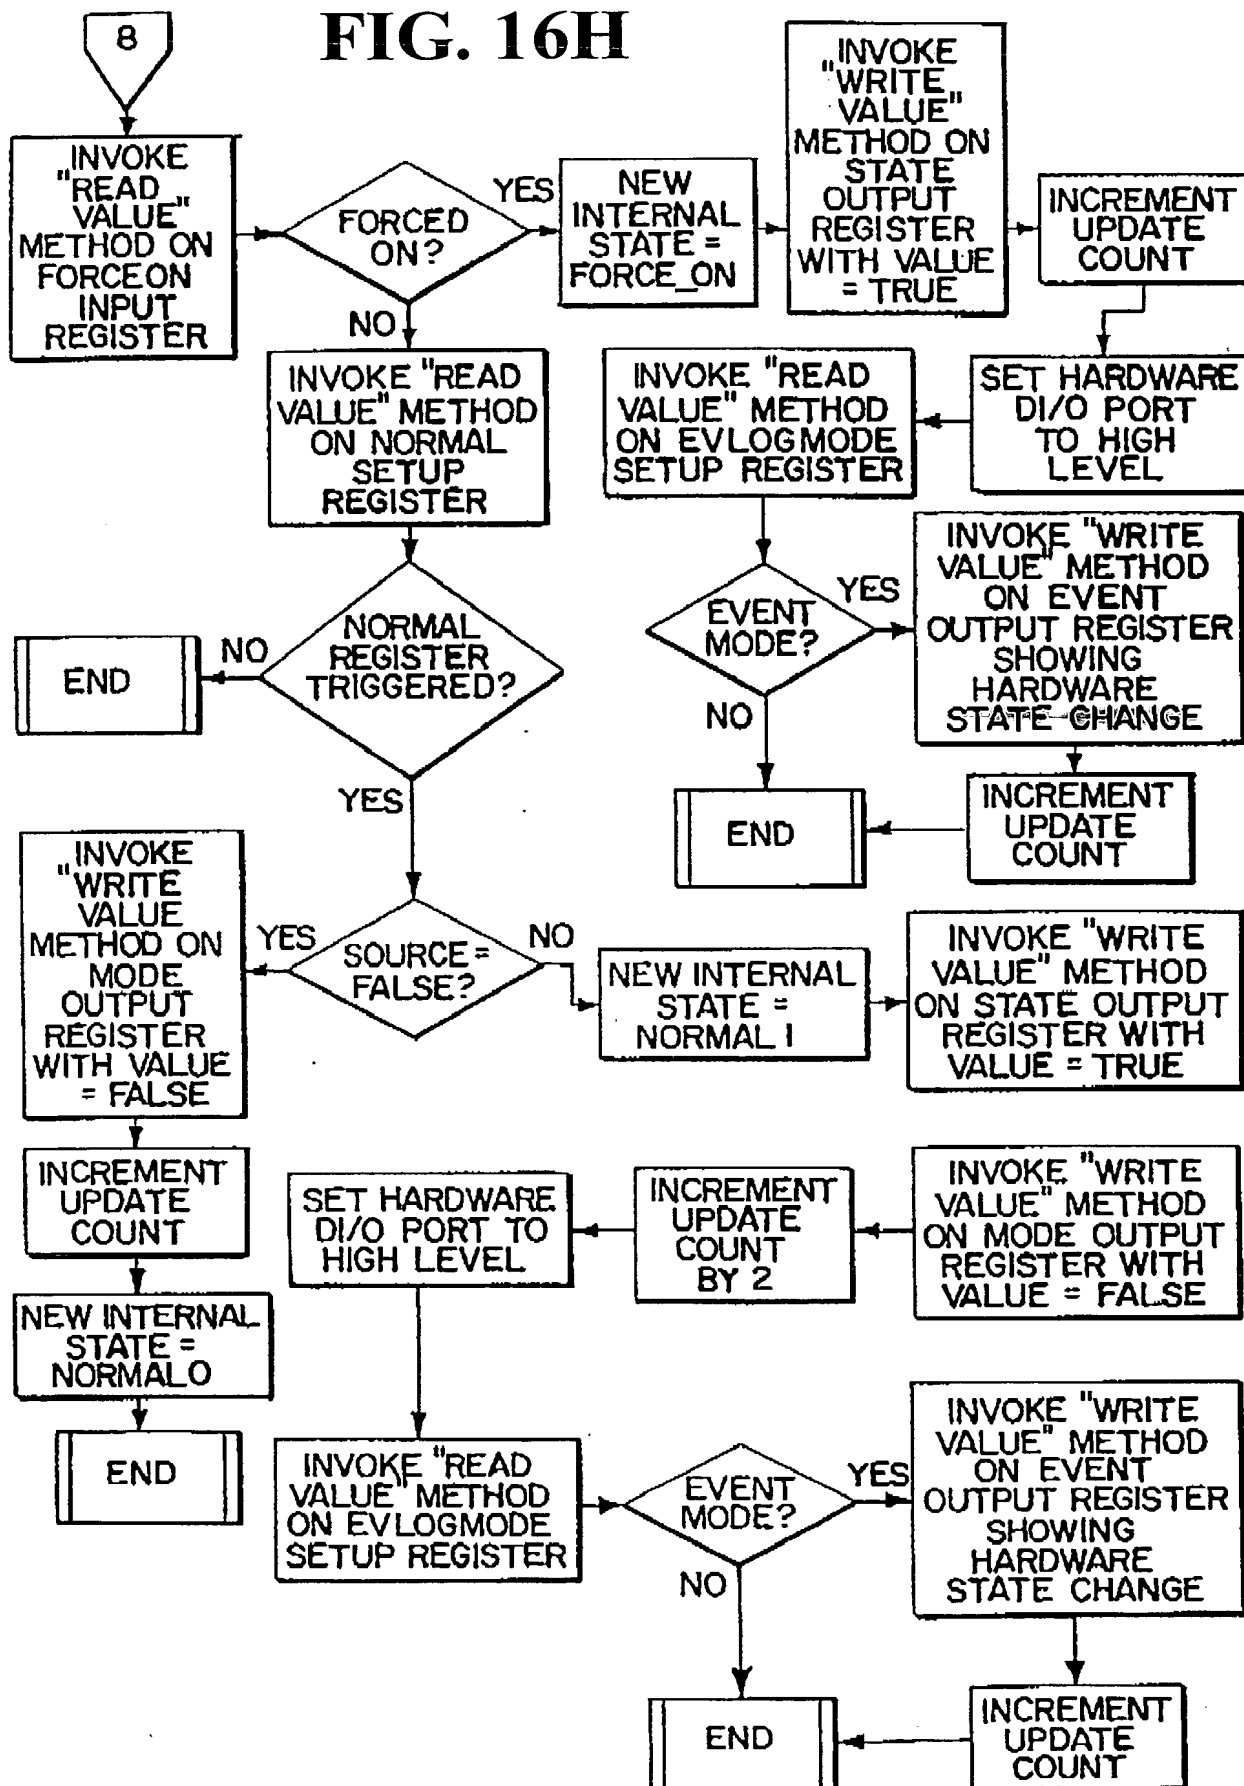 8
FIG. 16H
INVOKE
"READ
VALUE"
METHOD ON
FORCEON
INPUT
REGISTER
FORCED
ON?
YES
NO
NEW
INTERNAL
STATE =
FORCE_ON
INVOKE
"WRITE
VALUE"
METHOD ON
STATE
OUTPUT
REGISTER
WITH VALUE
= TRUE
INCREMENT
UPDATE
COUNT
SET HARDWARE
DI/O PORT
TO HIGH
LEVEL
INVOKE "READ
VALUE" METHOD
ON EVLOGMODE
SETUP REGISTER
EVENT
MODE?
YES
NO
INVOKE "WRITE
VALUE" METHOD
ON EVENT
OUTPUT REGISTER
SHOWING
HARDWARE
STATE CHANGE
INCREMENT
UPDATE
COUNT
END
INVOKE "READ
VALUE" METHOD
ON NORMAL
SETUP
REGISTER
NORMAL
REGISTER
TRIGGERED?
NO
END
YES
SOURCE =
FALSE?
YES
NO
INVOKE
"WRITE
VALUE
METHOD ON
MODE
OUTPUT
REGISTER
WITH VALUE
= FALSE
INCREMENT
UPDATE
COUNT
NEW INTERNAL
STATE =
NORMAL0
END
NEW INTERNAL
STATE =
NORMAL 1
INVOKE "WRITE
VALUE" METHOD
ON STATE OUTPUT
REGISTER WITH
VALUE = TRUE
INVOKE "WRITE
VALUE" METHOD
ON MODE OUTPUT
REGISTER WITH
VALUE = FALSE
INCREMENT
UPDATE
COUNT
BY 2
SET HARDWARE
DI/O PORT TO
HIGH LEVEL
INVOKE "READ
VALUE" METHOD
ON EVLOGMODE
SETUP REGISTER
EVENT
MODE?
YES
NO
INVOKE "WRITE
VALUE" METHOD
ON EVENT
OUTPUT REGISTER
SHOWING
HARDWARE
STATE CHANGE
INCREMENT
UPDATE
COUNT
END